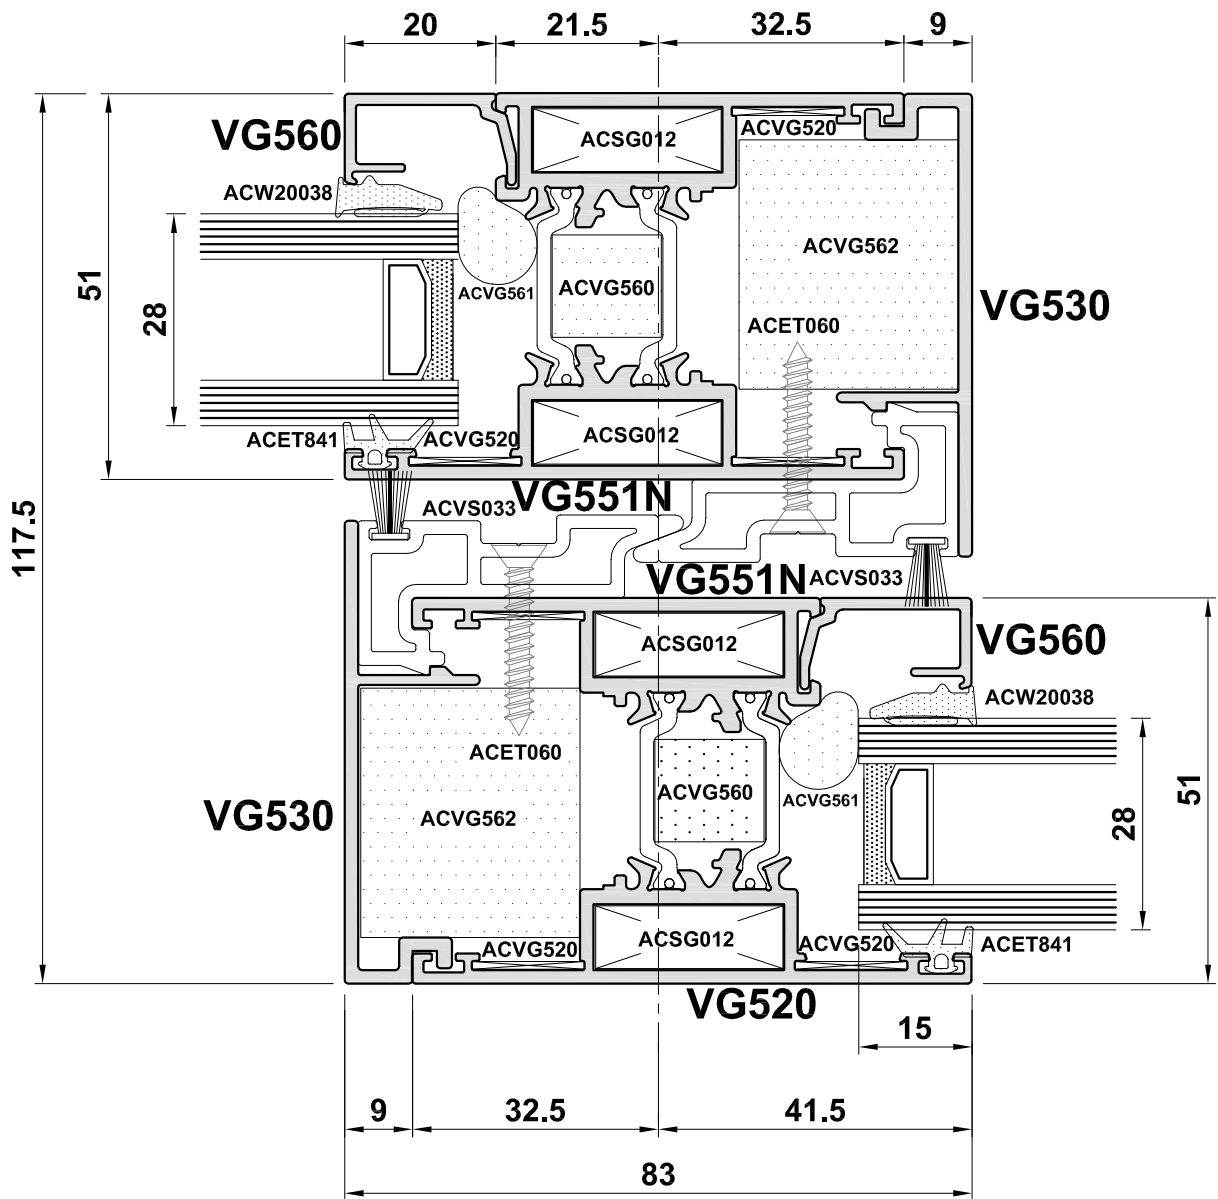 20
21.5
32.5
9
VG560
ACSG012
ACVG520
ACW20038
51
28
ACVG561
ACVG560
ACVG562
VG530
ACET060
ACET841
ACVG520
ACSG012
VG551N
ACVS033
117.5
VG551N
ACVS033
ACSG012
VG560
ACW20038
ACET060
VG530
ACVG562
ACVG560
ACVG561
28
51
ACVG520
ACSG012
ACVG520
ACET841
VG520
15
9
32.5
41.5
83